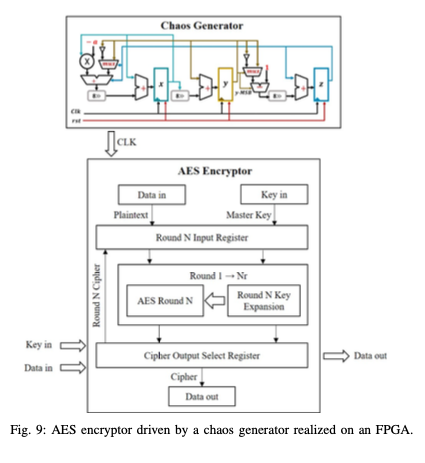 Chaos Generator
- a
X
mux
mux
1
x
y
z
y-MSB
Clk
rst
CLK
AES Encryptor
Data in
Key in
Plaintext
Master Key
Round N Input Register
Round 1 → Nr
AES Round N
Round N Key
Expansion
Round N Cipher
Key in
Data in
Cipher Output Select Register
Data out
Cipher
Data out
Fig. 9: AES encryptor driven by a chaos generator realized on an FPGA.